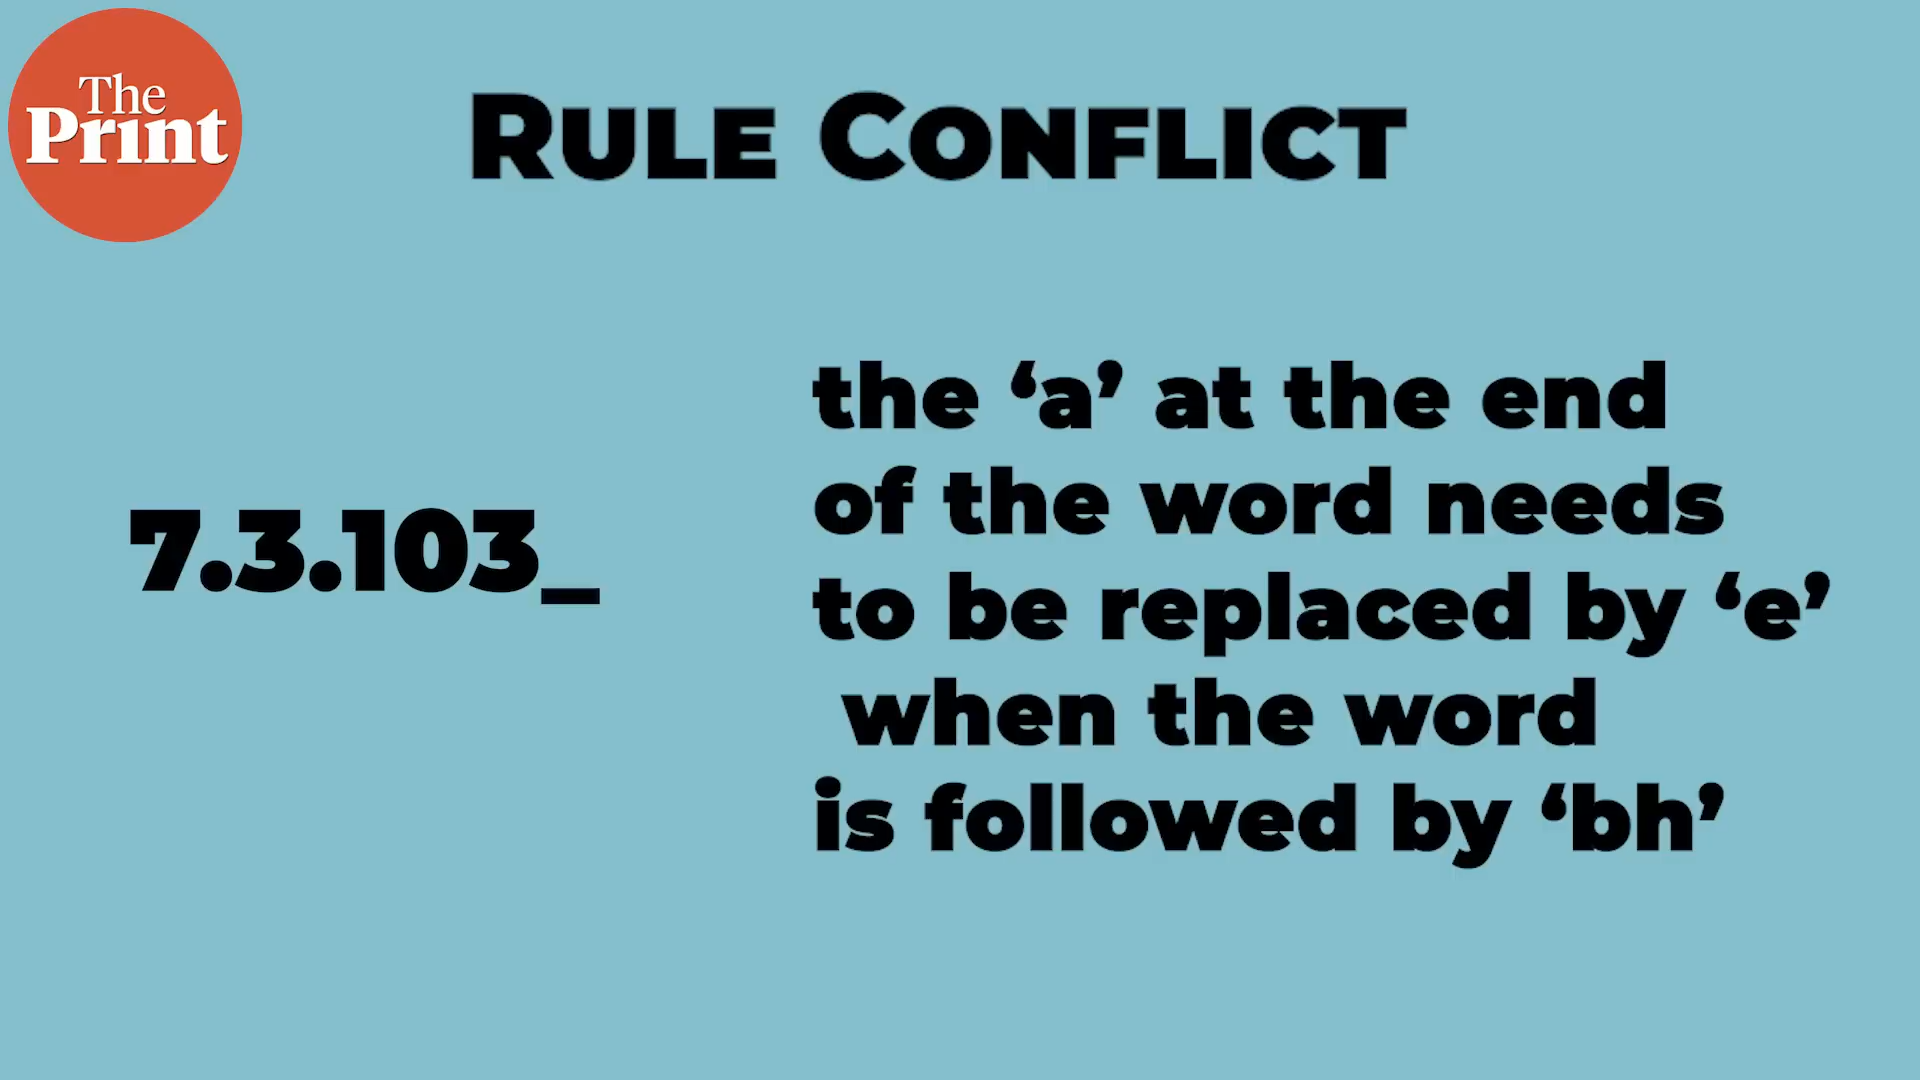 The
Print
RULE CONFLICT
7.3.103_
the ‘a’ at the end
of the word needs
to be replaced by ‘e’
when the word
is followed by ‘bh’